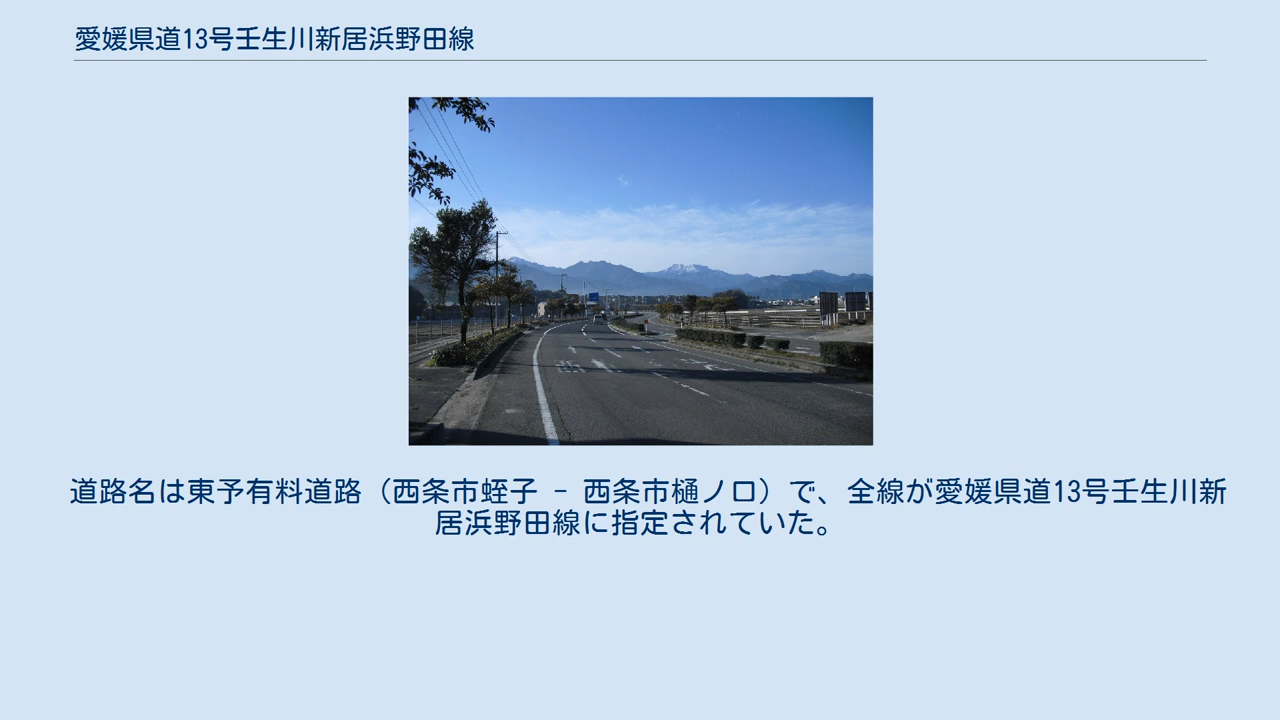 愛媛県道13号壬生川新居浜野田線
道路名は東予有料道路（西条市蛭子 - 西条市樋ノ口）で、全線が愛媛県道13号壬生川新
居浜野田線に指定されていた。